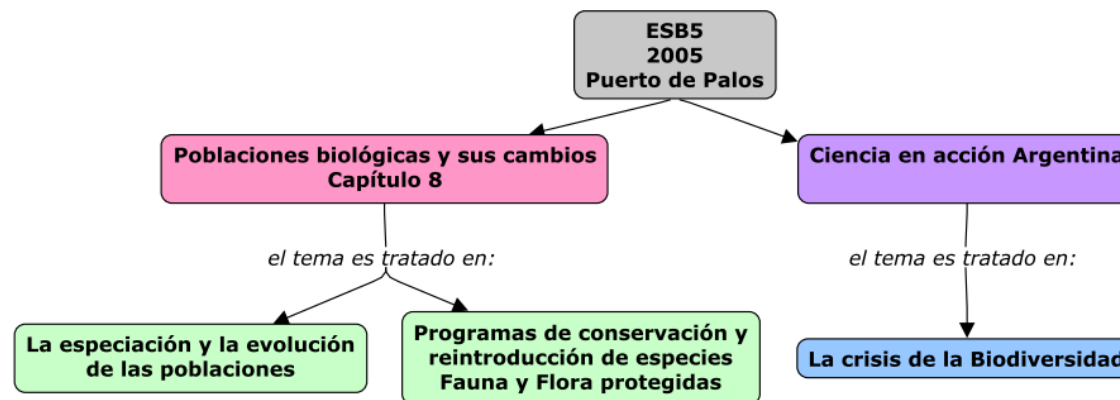 ESB5
2005
Puerto de Palos
Poblaciones biológicas y sus cambios
Capítulo 8
Ciencia en acción Argentina
el tema es tratado en:
el tema es tratado en:
La especiación y la evolución
de las poblaciones
Programas de conservación y
reintroducción de especies
Fauna y Flora protegidas
La crisis de la Biodiversidad